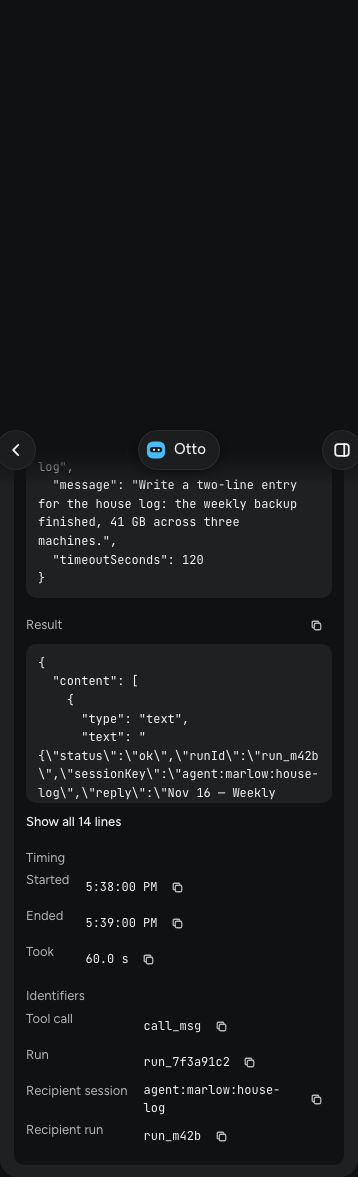 Otto
log",
"message": "Write a two-line entry
for the house log: the weekly backup
finished, 41 GB across three
machines.",
"timeoutSeconds": 120
}
Result
{
"content": [
{
"type": "text",
"text": "
{\"status\":\"ok\",\"runId\":\"run_m42b
\",\"sessionKey\":\"agent:marlow:house-
log\",\"reply\":\"Nov 16 — Weekly
Show all 14 lines
Timing
Started 5:38:00 PM
Ended 5:39:00 PM
Took 60.0 s
Identifiers
Tool call call_msg
Run run_7f3a91c2
Recipient session agent:marlow:house-
log
Recipient run run_m42b